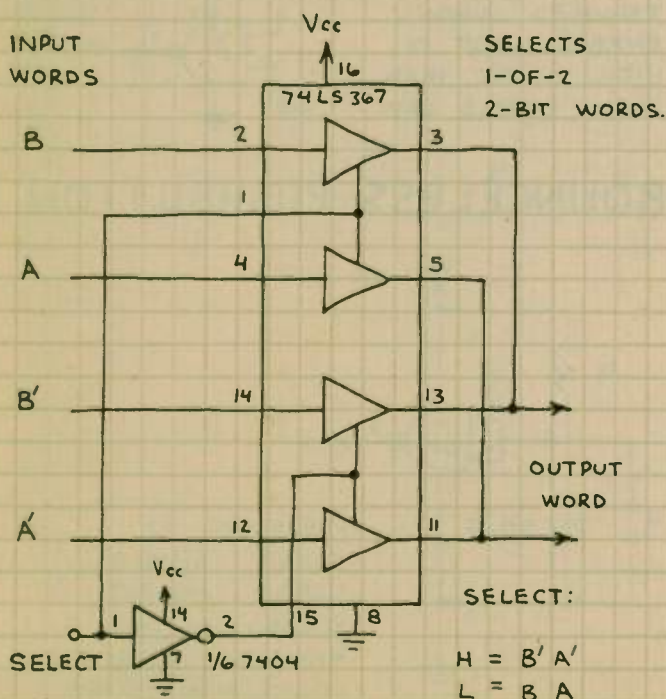 INPUT
WORDS
Vcc
16
SELECTS
1-OF-2
2-BIT WORDS.
74LS367
B
2
3
1
A
4
5
B'
14
13
OUTPUT
WORD
A'
12
11
Vcc
SELECT:
1
14
2
15
8
SELECT
7
1/6 7404
H = B' A'
L = B A